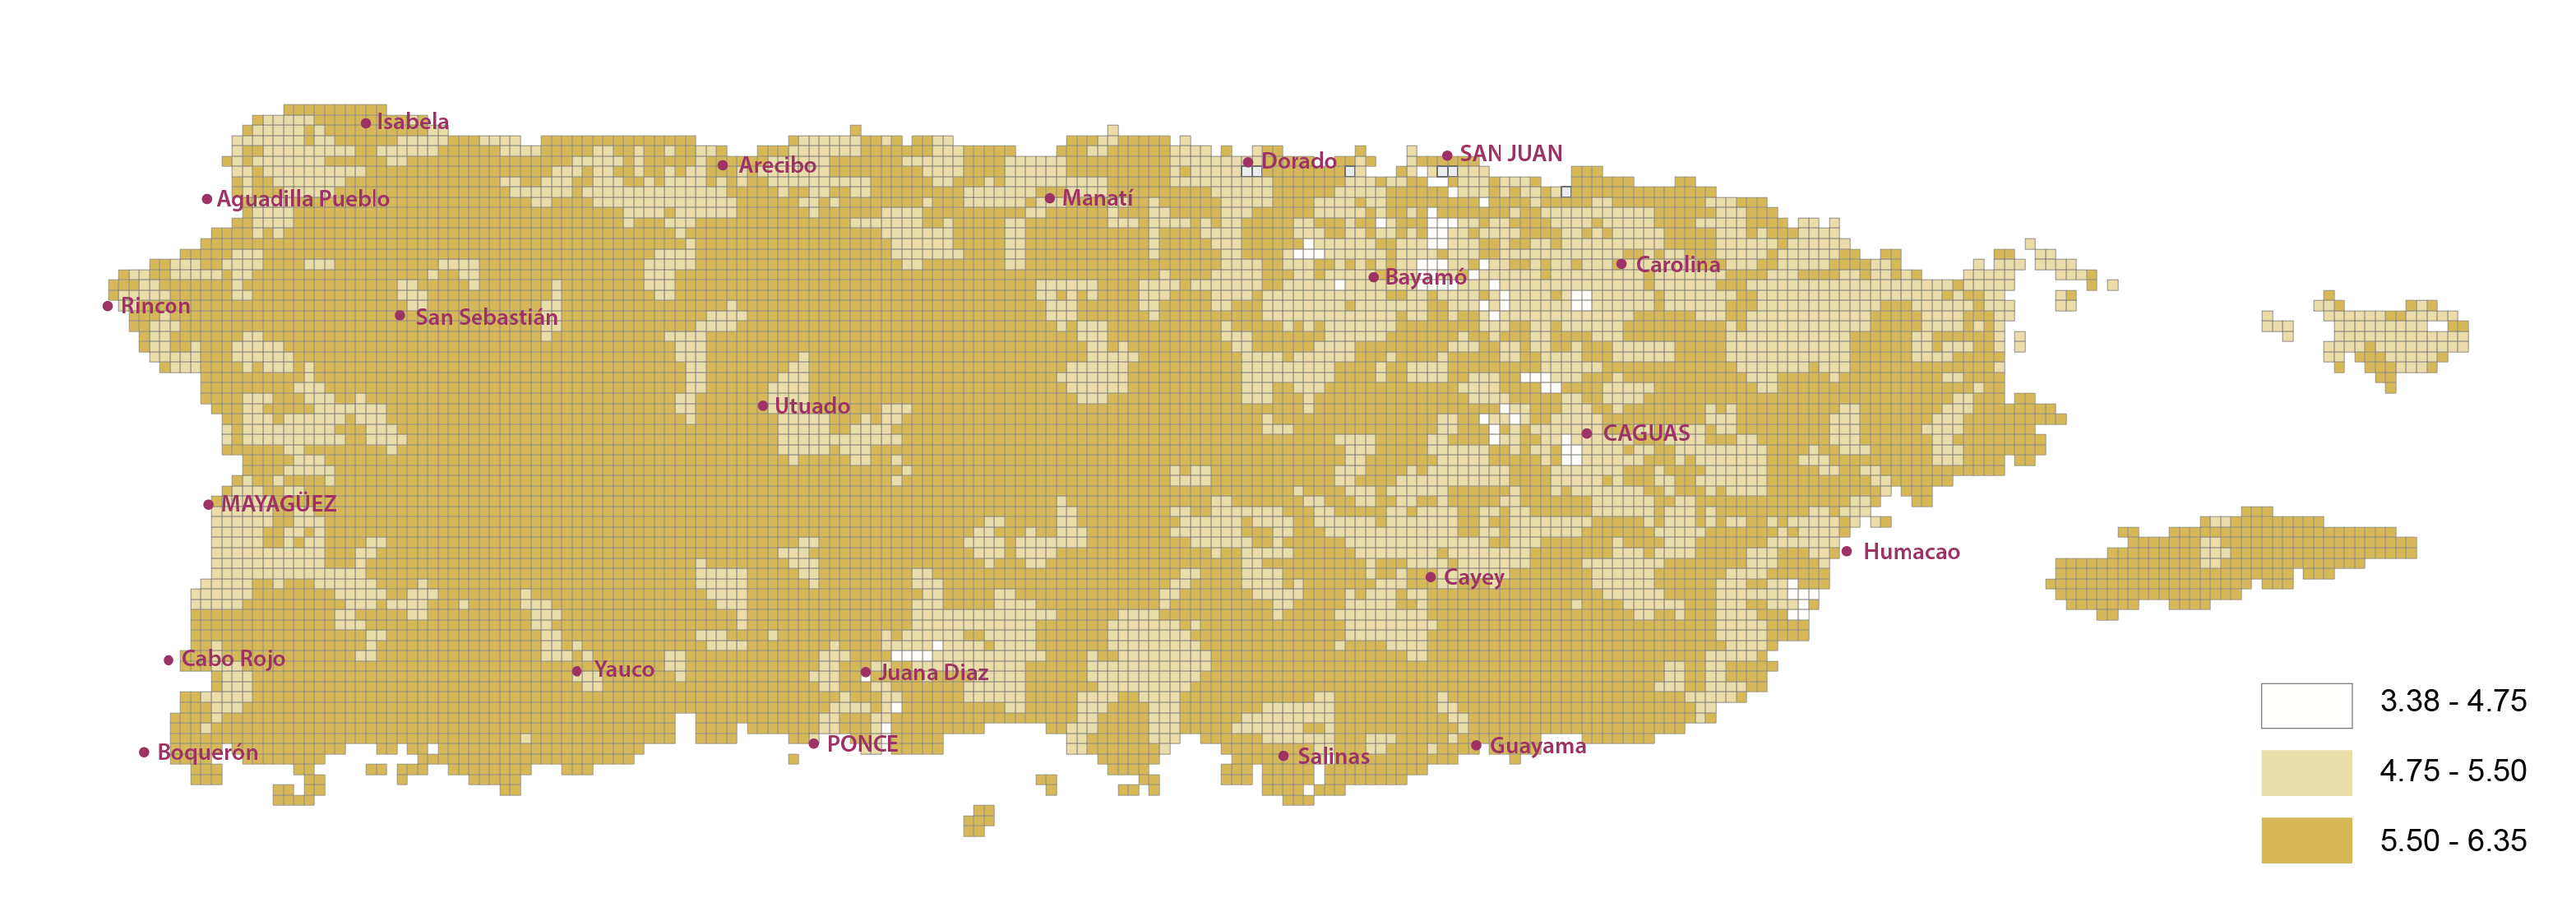 Isabela
SAN JUAN
Arecibo
Dorado
Aguadilla Pueblo
Manatí
Carolina
Bayamó
Rincon
San Sebastián
Utuado
CAGUAS
MAYAGÜEZ
Humacao
Cayey
Cabo Rojo
Yauco
Juana Diaz
3.38 - 4.75
PONCE
Guayama
Boquerón
Salinas
4.75 - 5.50
5.50 - 6.35